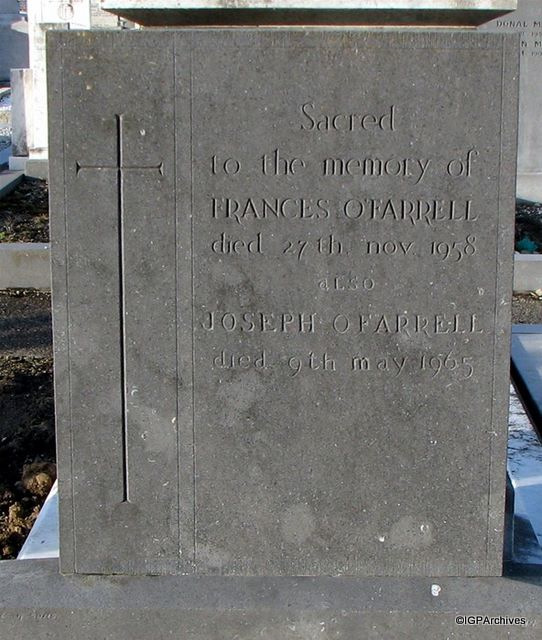 Sacred
to the memory of
FRANCES O'FARRELL
died 27th. nov. 1958
ALSO
JOSEPH O'FARRELL
died 9th may 1965
DONAL M
©IGPArchives